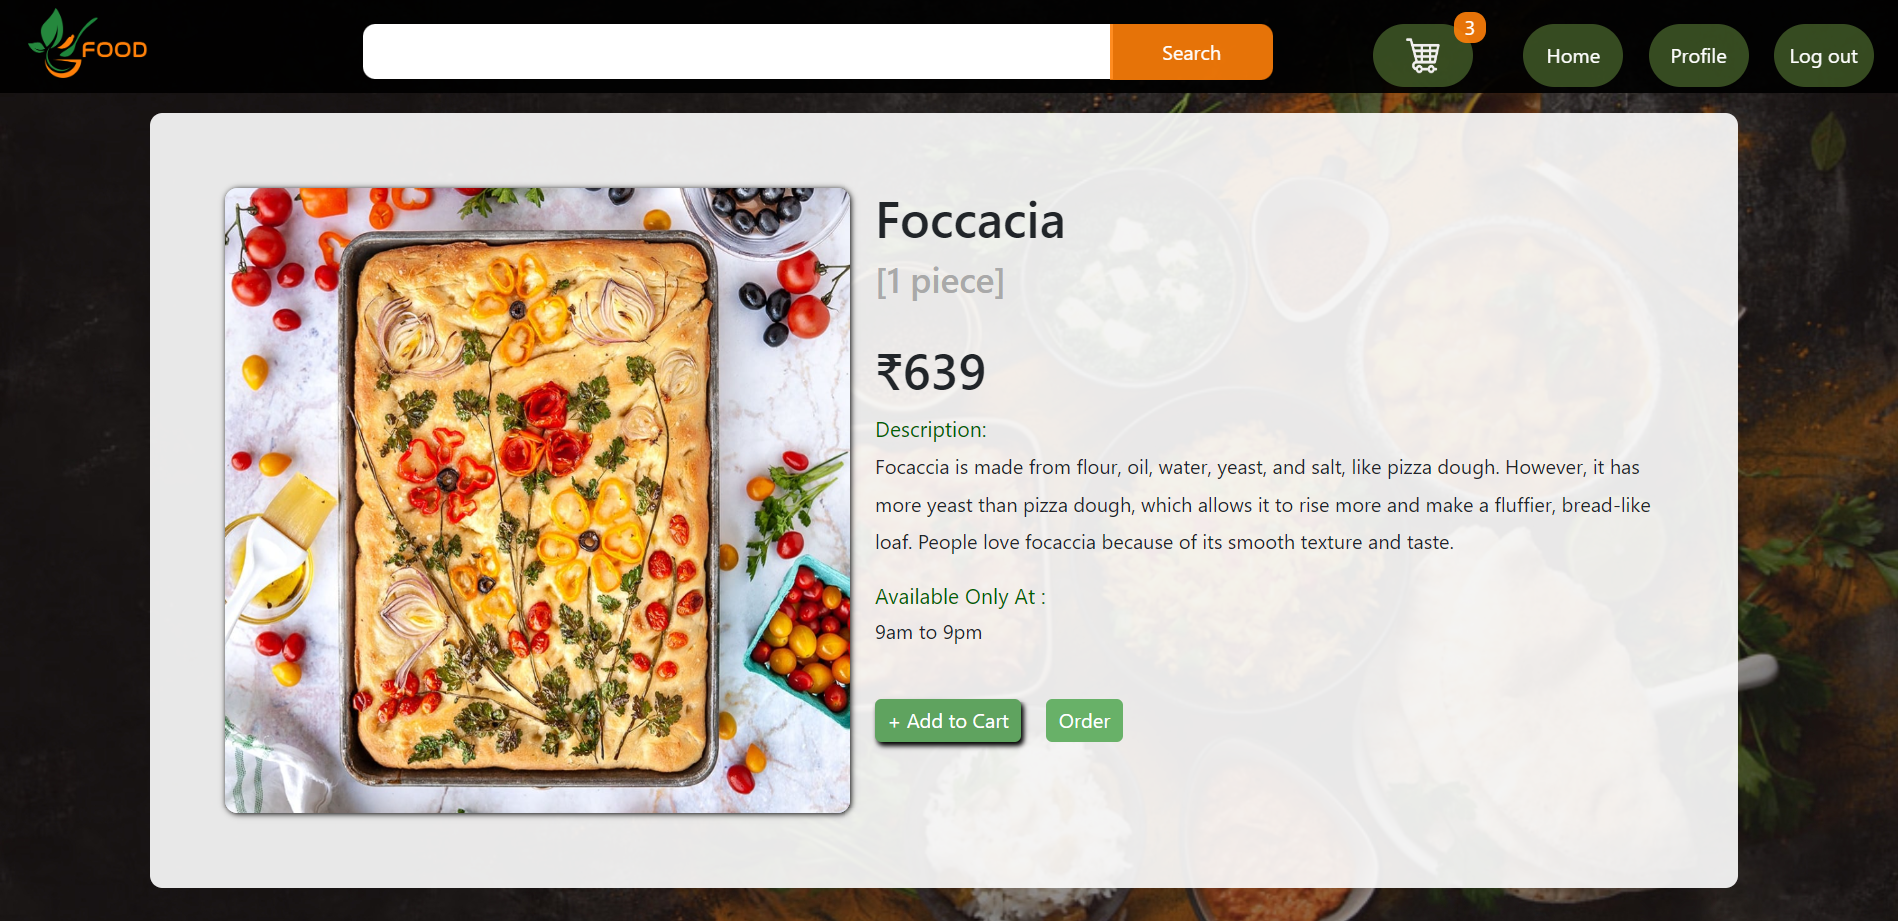 FOOD
Search
3
Home
Profile
Log out
Foccacia
[1 piece]
₹639
Description:
Focaccia is made from flour, oil, water, yeast, and salt, like pizza dough. However, it has
more yeast than pizza dough, which allows it to rise more and make a fluffier, bread-like
loaf. People love focaccia because of its smooth texture and taste.
Available Only At :
9am to 9pm
+ Add to Cart
Order